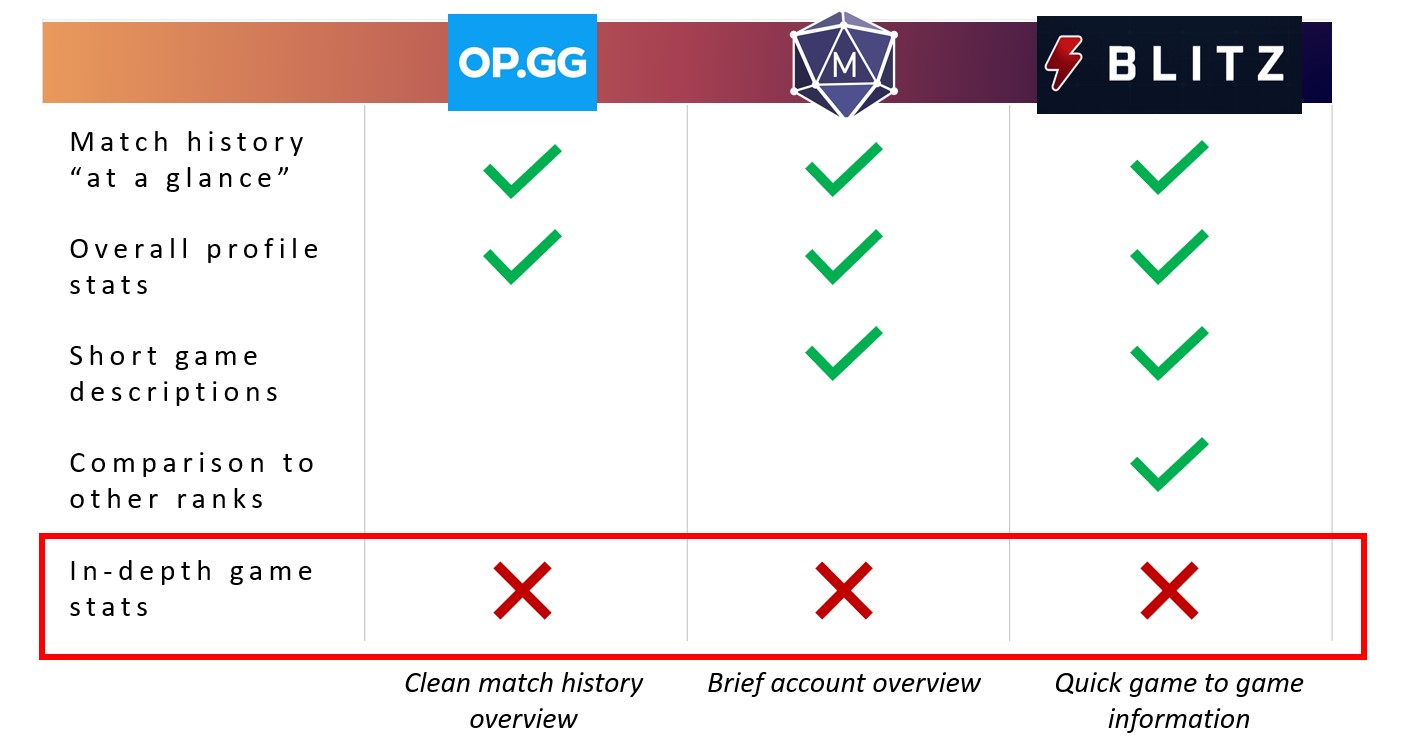 OP.GG
M
BLITZ
Match history
“at a glance”
Overall profile
stats
Short game
descriptions
Comparison to
other ranks
In-depth game
stats
Clean match history
overview
Brief account overview
Quick game to game
information